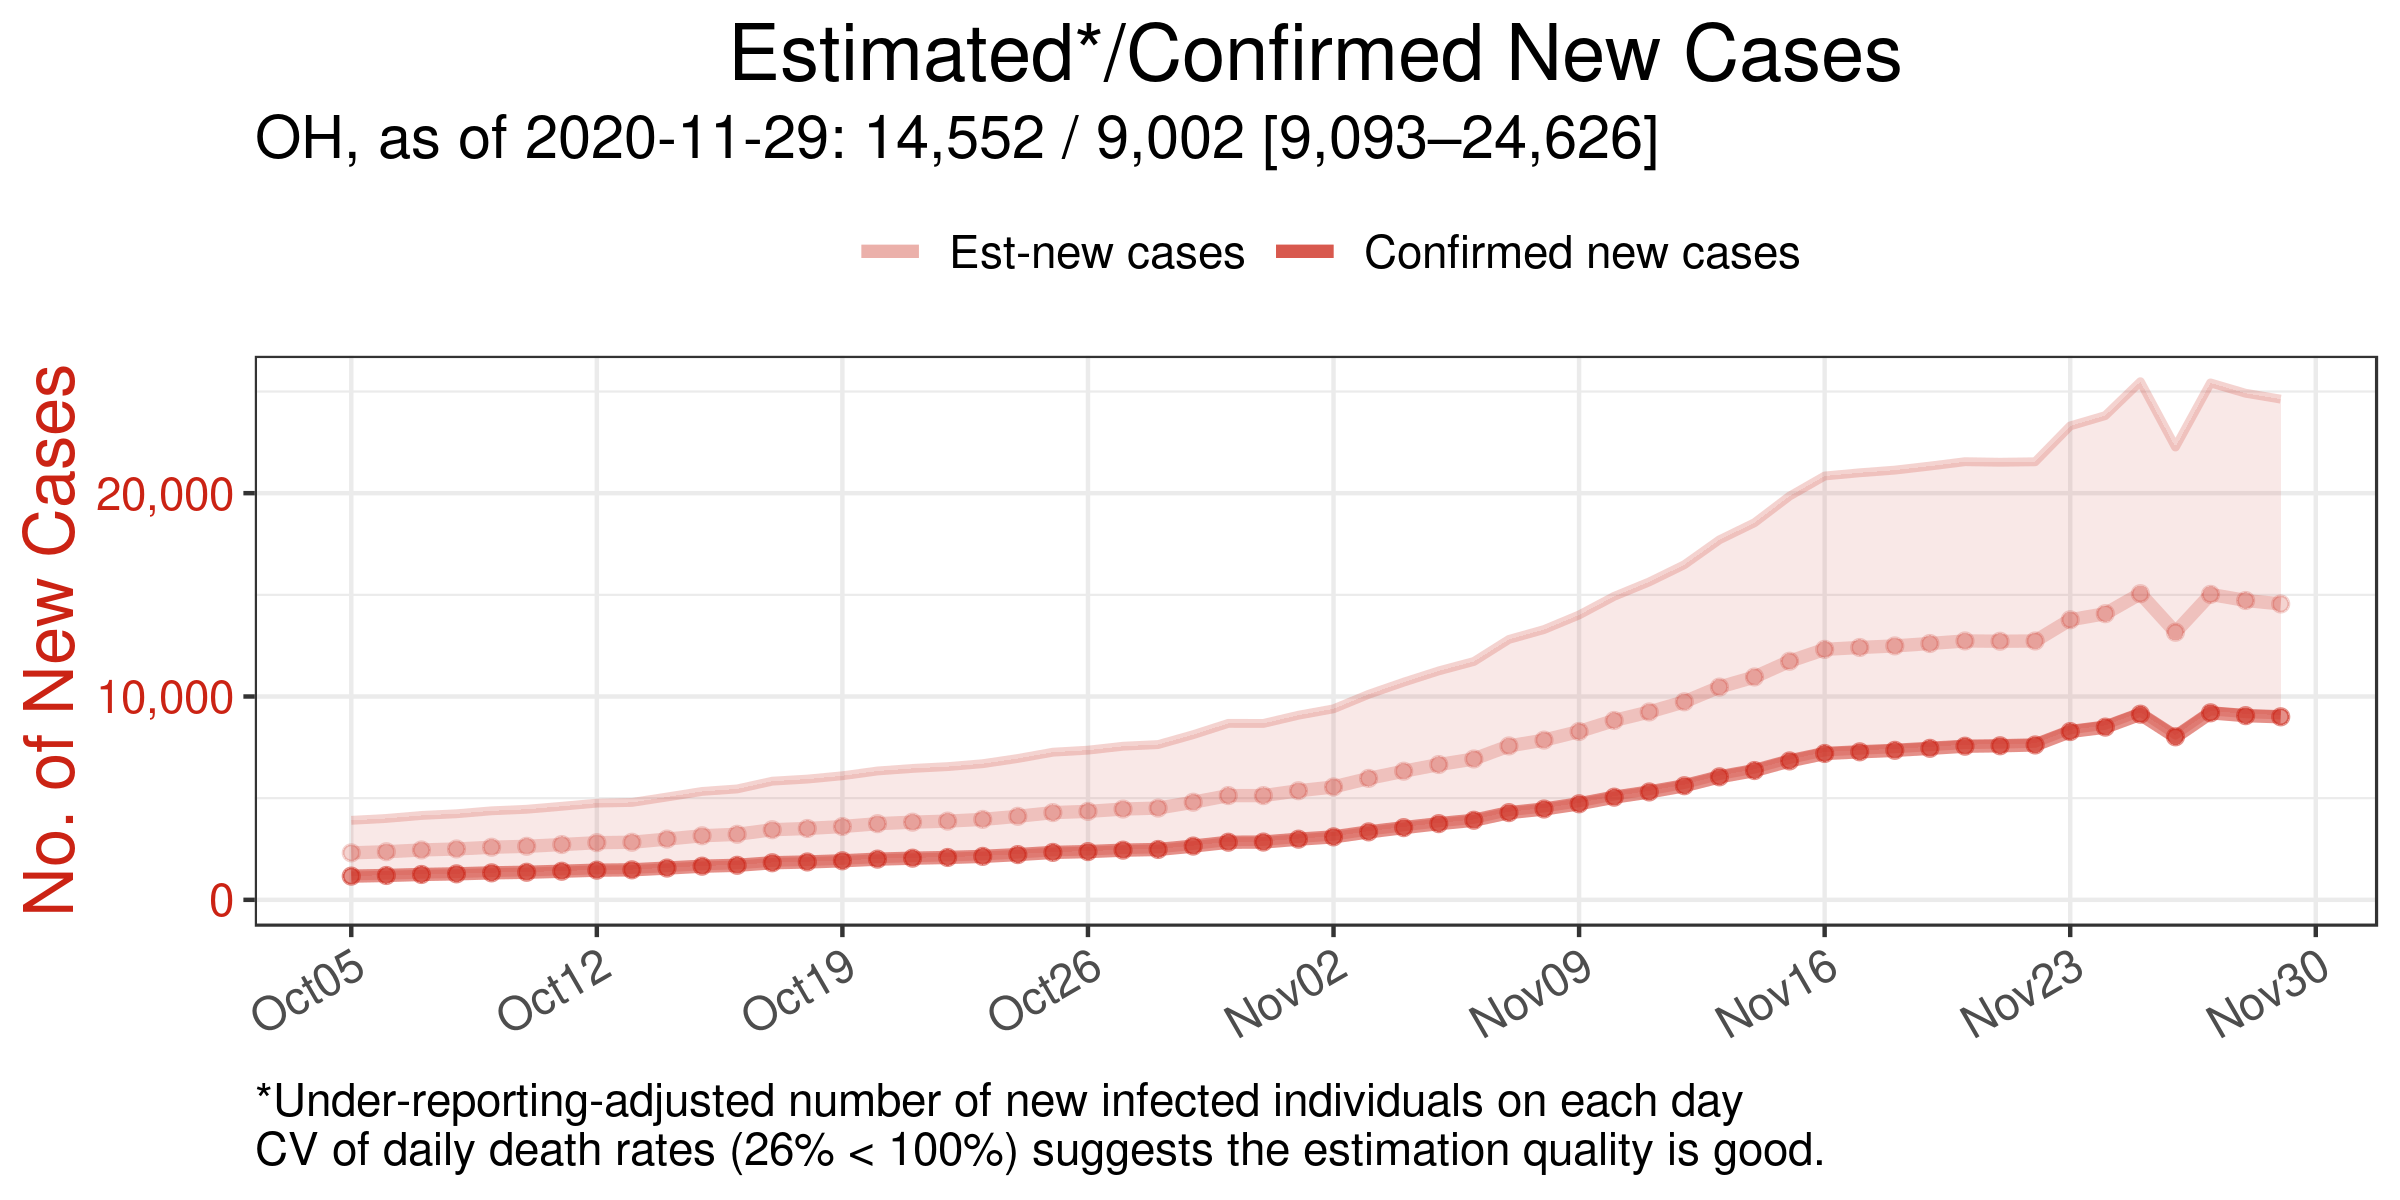 Estimated*/Confirmed New Cases
OH, as of 2020-11-29: 14,552 / 9,002 [9,093–24,626]
Est-new cases Confirmed new cases
No. of New Cases
20,000
10,000
0
Oct05 Oct12 Oct19 Oct26 Nov02 Nov09 Nov16 Nov23 Nov30
*Under-reporting-adjusted number of new infected individuals on each day
CV of daily death rates (26% < 100%) suggests the estimation quality is good.